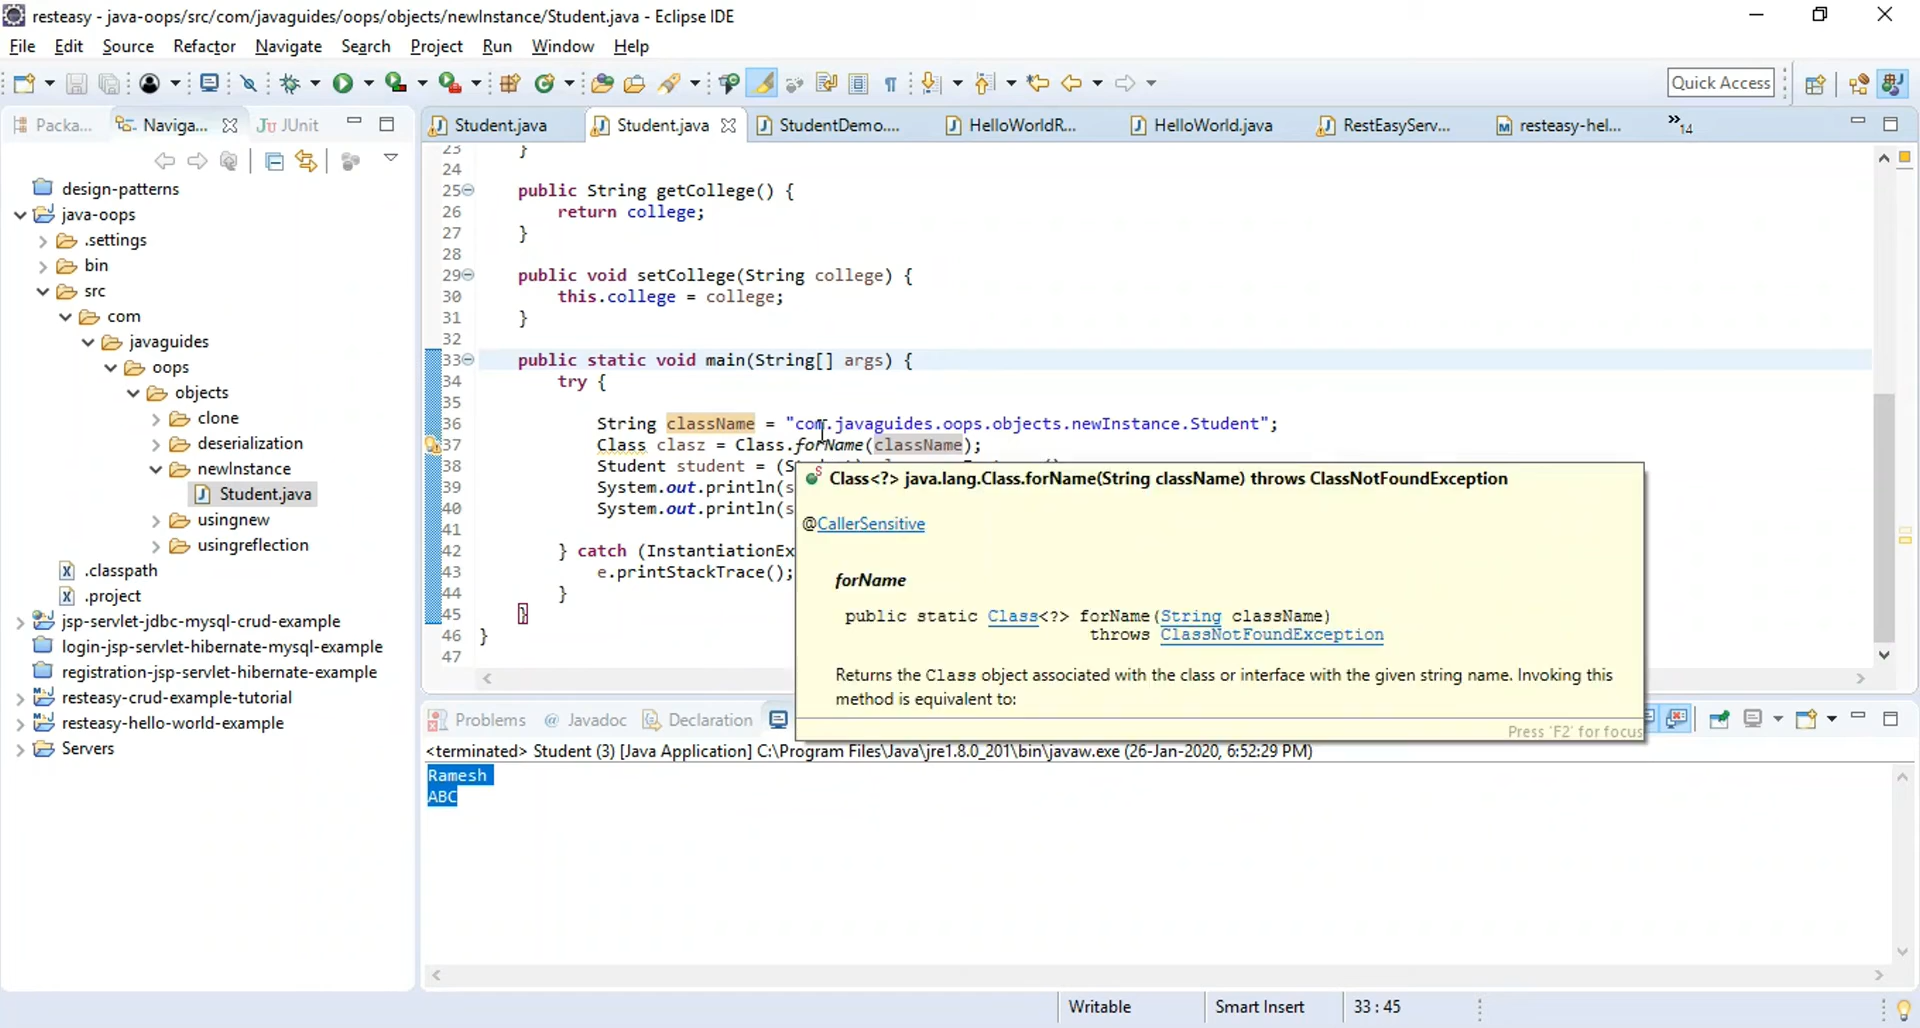 resteasy - java-oops/src/com/javaguides/oops/objects/newInstance/Student.java - Eclipse IDE
File Edit Source Refactor Navigate Search Project Run Window Help
Quick Access
Packa... Naviga... JUnit
Student.java Student.java StudentDemo.... HelloWorldR... HelloWorld.java RestEasyServ... resteasy-hel... »14
design-patterns
java-oops
.settings
bin
src
com
javaguides
oops
objects
clone
deserialization
newInstance
Student.java
usingnew
usingreflection
.classpath
.project
jsp-servlet-jdbc-mysql-crud-example
login-jsp-servlet-hibernate-mysql-example
registration-jsp-servlet-hibernate-example
resteasy-crud-example-tutorial
resteasy-hello-world-example
Servers
23 }
24
25 public String getCollege() {
26 return college;
27 }
28
29 public void setCollege(String college) {
30 this.college = college;
31 }
32
33 public static void main(String[] args) {
34 try {
35
36 String className = "com.javaguides.oops.objects.newInstance.Student";
37 Class clasz = Class.forName(className);
38 Student student = (S
39 System.out.println(s
40 System.out.println(s
41
42 } catch (InstantiationEx
43 e.printStackTrace();
44 }
45 }
46 }
47
Class<?> java.lang.Class.forName(String className) throws ClassNotFoundException
@CallerSensitive
forName
public static Class<?> forName(String className)
throws ClassNotFoundException
Returns the Class object associated with the class or interface with the given string name. Invoking this
method is equivalent to:
Press 'F2' for focus
Problems @ Javadoc Declaration
<terminated> Student (3) [Java Application] C:\Program Files\Java\jre1.8.0_201\bin\javaw.exe (26-Jan-2020, 6:52:29 PM)
Ramesh
ABC
Writable Smart Insert 33 : 45